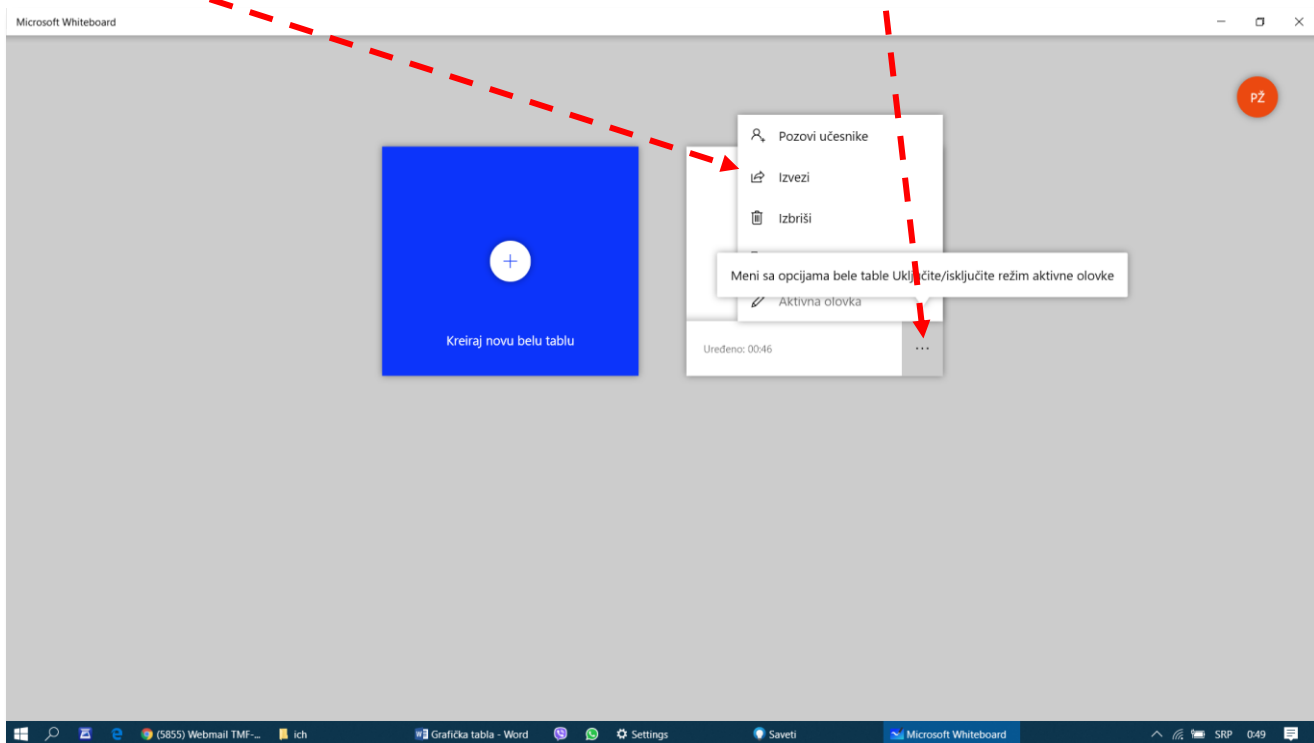 Microsoft Whiteboard
PŽ
Pozovi učesnike
Izvezi
Izbriši
Meni sa opcijama bele table Uključite/isključite režim aktivne olovke
Aktivna olovka
Kreiraj novu belu tablu
Uređeno: 00:46
(5855) Webmail TMF-...
ich
Grafička tabla - Word
Settings
Saveti
Microsoft Whiteboard
SRP
0:49